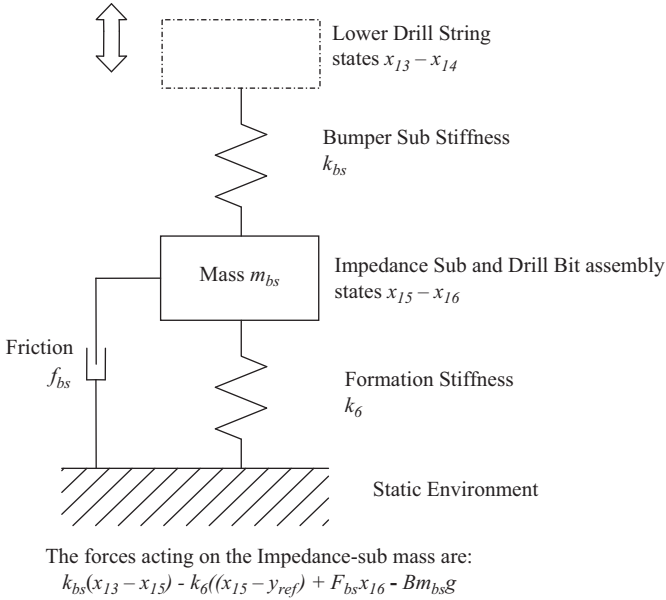 Lower Drill String
states x13 – x14
Bumper Sub Stiffness
kbs
Mass mbs
Impedance Sub and Drill Bit assembly
states x15 – x16
Friction
fbs
Formation Stiffness
k6
Static Environment
The forces acting on the Impedance-sub mass are:
kbs(x13 – x15) - k6((x15 – yref) + Fbsx16 - Bmbsg